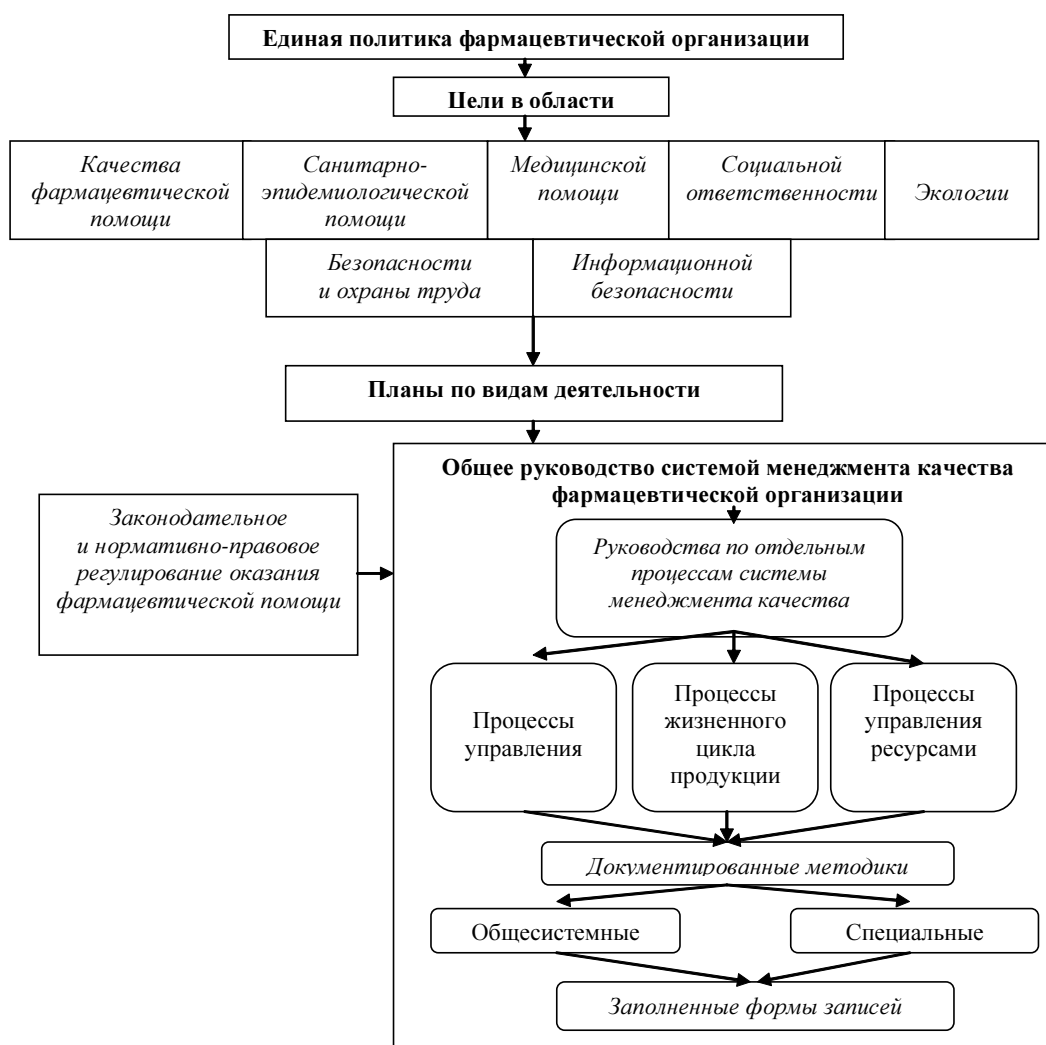 Единая политика фармацевтической организации
Цели в области
Качества
фармацевтической
помощи
Санитарно-
эпидемиологической
помощи
Медицинской
помощи
Социальной
ответственности
Экологии
Безопасности
и охраны труда
Информационной
безопасности
Планы по видам деятельности
Общее руководство системой менеджмента качества
фармацевтической организации
Законодательное
и нормативно-правовое
регулирование оказания
фармацевтической помощи
Руководства по отдельным
процессам системы
менеджмента качества
Процессы
управления
Процессы
жизненного
цикла
продукции
Процессы
управления
ресурсами
Документированные методики
Общесистемные
Специальные
Заполненные формы записей